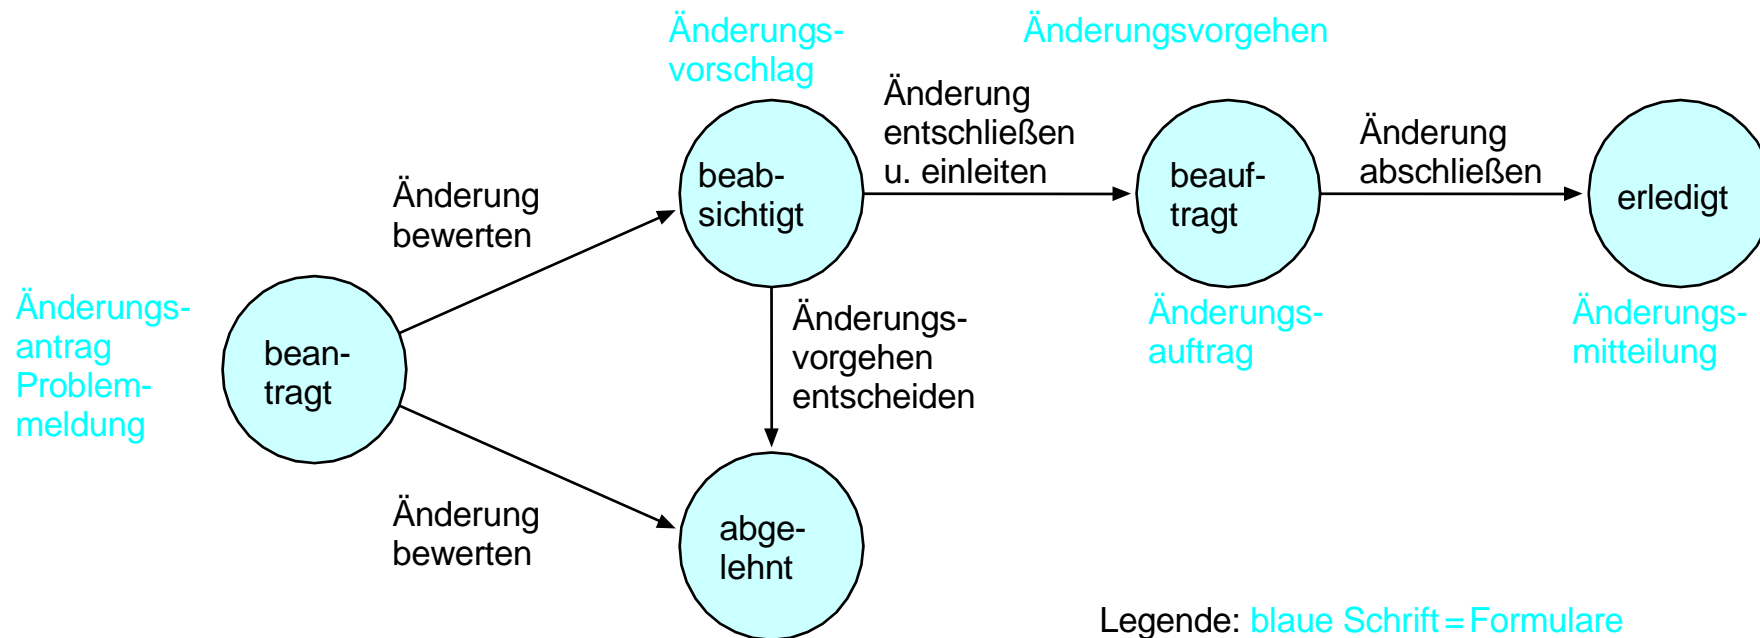 Änderungs-
vorschlag
Änderungsvorgehen
Änderung
entschließen
u. einleiten
Änderung
abschließen
Änderung
bewerten
beab-
sichtigt
beauf-
tragt
erledigt
Änderungs-
antrag
Problem-
meldung
bean-
tragt
Änderungs-
vorgehen
entscheiden
Änderungs-
auftrag
Änderungs-
mitteilung
Änderung
bewerten
abge-
lehnt
Legende: blaue Schrift = Formulare